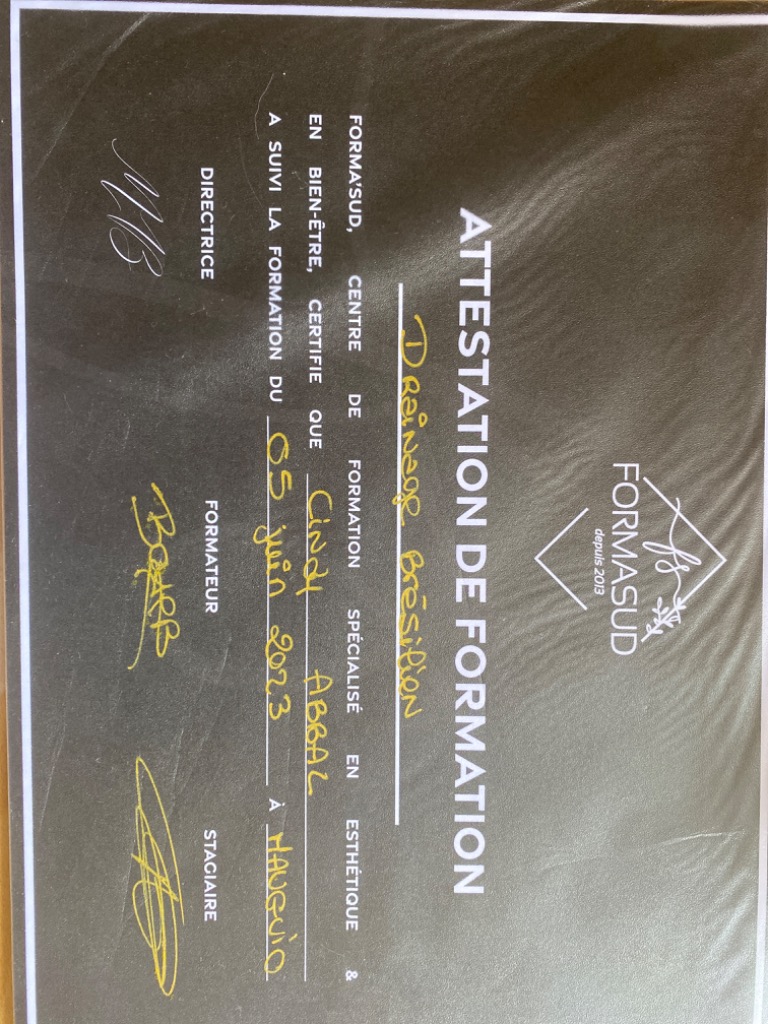 fs
FORMASUD
depuis 2013
ATTESTATION DE FORMATION
Drainage Brésilien
FORMA'SUD, CENTRE DE FORMATION SPÉCIALISÉ EN ESTHÉTIQUE &
EN BIEN-ÊTRE, CERTIFIE QUE Cindy ABBAL
A SUIVI LA FORMATION DU 05 juin 2023 À MAUGUIO
DIRECTRICE FORMATEUR STAGIAIRE